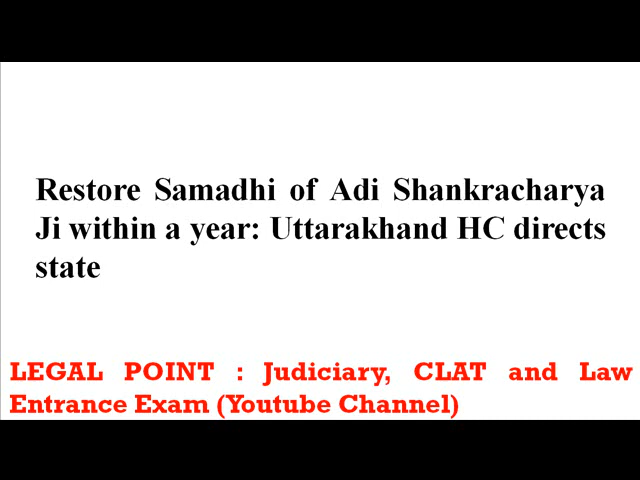 Restore Samadhi of Adi Shankracharya
Ji within a year: Uttarakhand HC directs
state
LEGAL POINT : Judiciary, CLAT and Law
Entrance Exam (Youtube Channel)